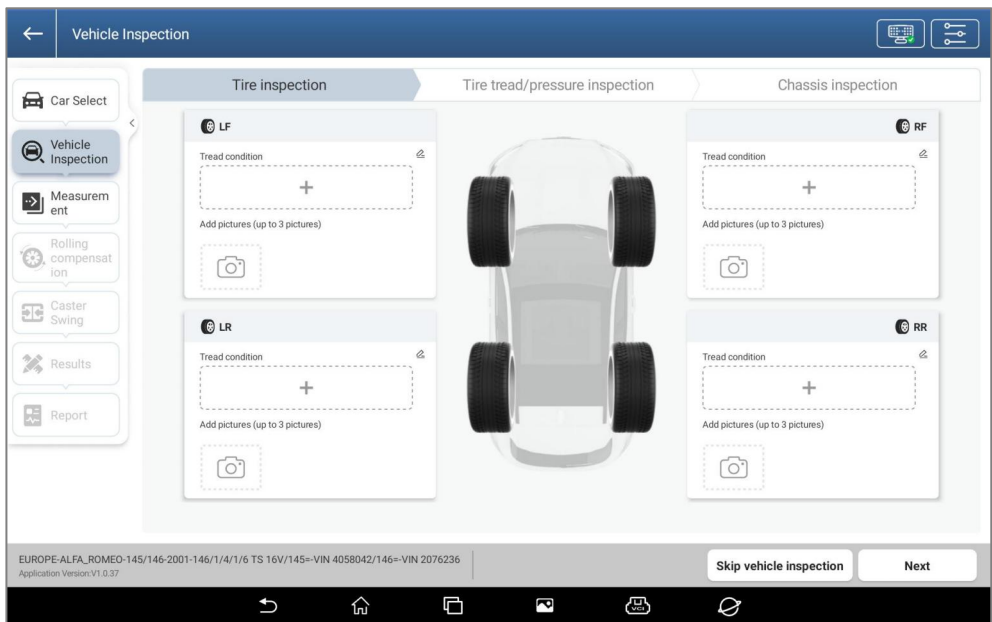 Vehicle Inspection
Car Select
Vehicle
Inspection
Measurem
ent
Rolling
compensat
ion
Caster
Swing
Results
Report
Tire inspection
Tire tread/pressure inspection
Chassis inspection
LF
Tread condition
Add pictures (up to 3 pictures)
RF
Tread condition
Add pictures (up to 3 pictures)
LR
Tread condition
Add pictures (up to 3 pictures)
RR
Tread condition
Add pictures (up to 3 pictures)
EUROPE-ALFA_ROMEO-145/146-2001-146/1/4/1/6 TS 16V/145=-VIN 4058042/146=-VIN 2076236
Application Version:V1.0.37
Skip vehicle inspection
Next
VCI